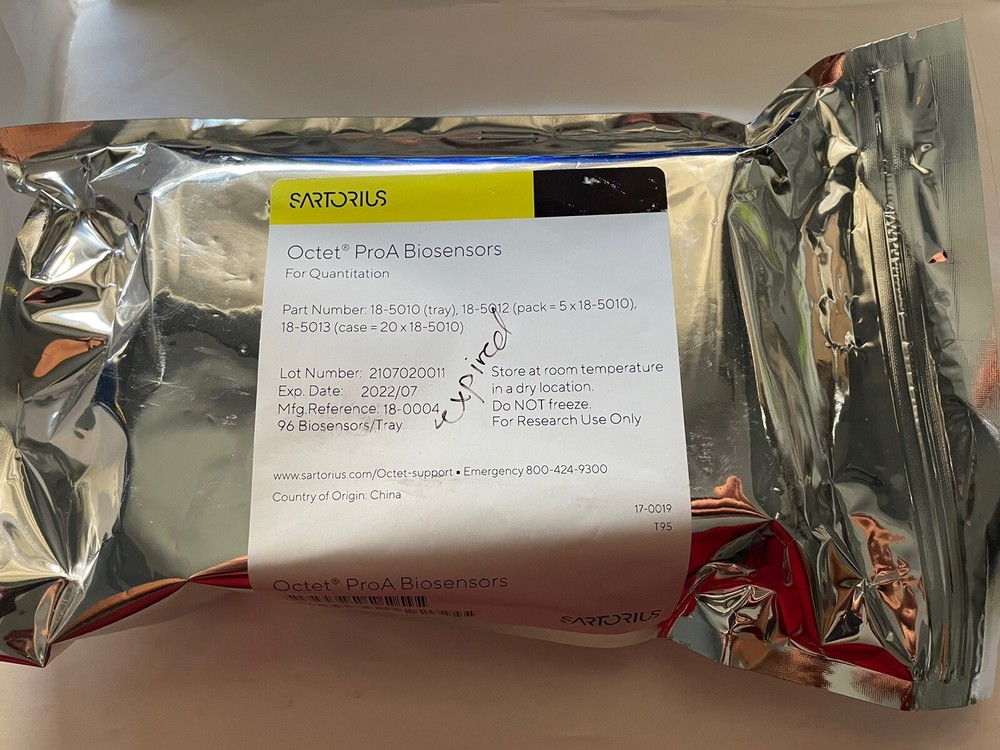 SARTORIUS
Octet® ProA Biosensors
For Quantitation
Part Number: 18-5010 (tray), 18-5012 (pack = 5 x 18-5010),
18-5013 (case = 20 x 18-5010)
Lot Number: 2107020011
Exp. Date: 2022/07
Mfg.Reference: 18-0004
96 Biosensors/Tray
expired
Store at room temperature
in a dry location.
Do NOT freeze.
For Research Use Only
www.sartorius.com/Octet-support ▪ Emergency 800-424-9300
Country of Origin: China
17-0019
T95
Octet® ProA Biosensors
SARTORIUS